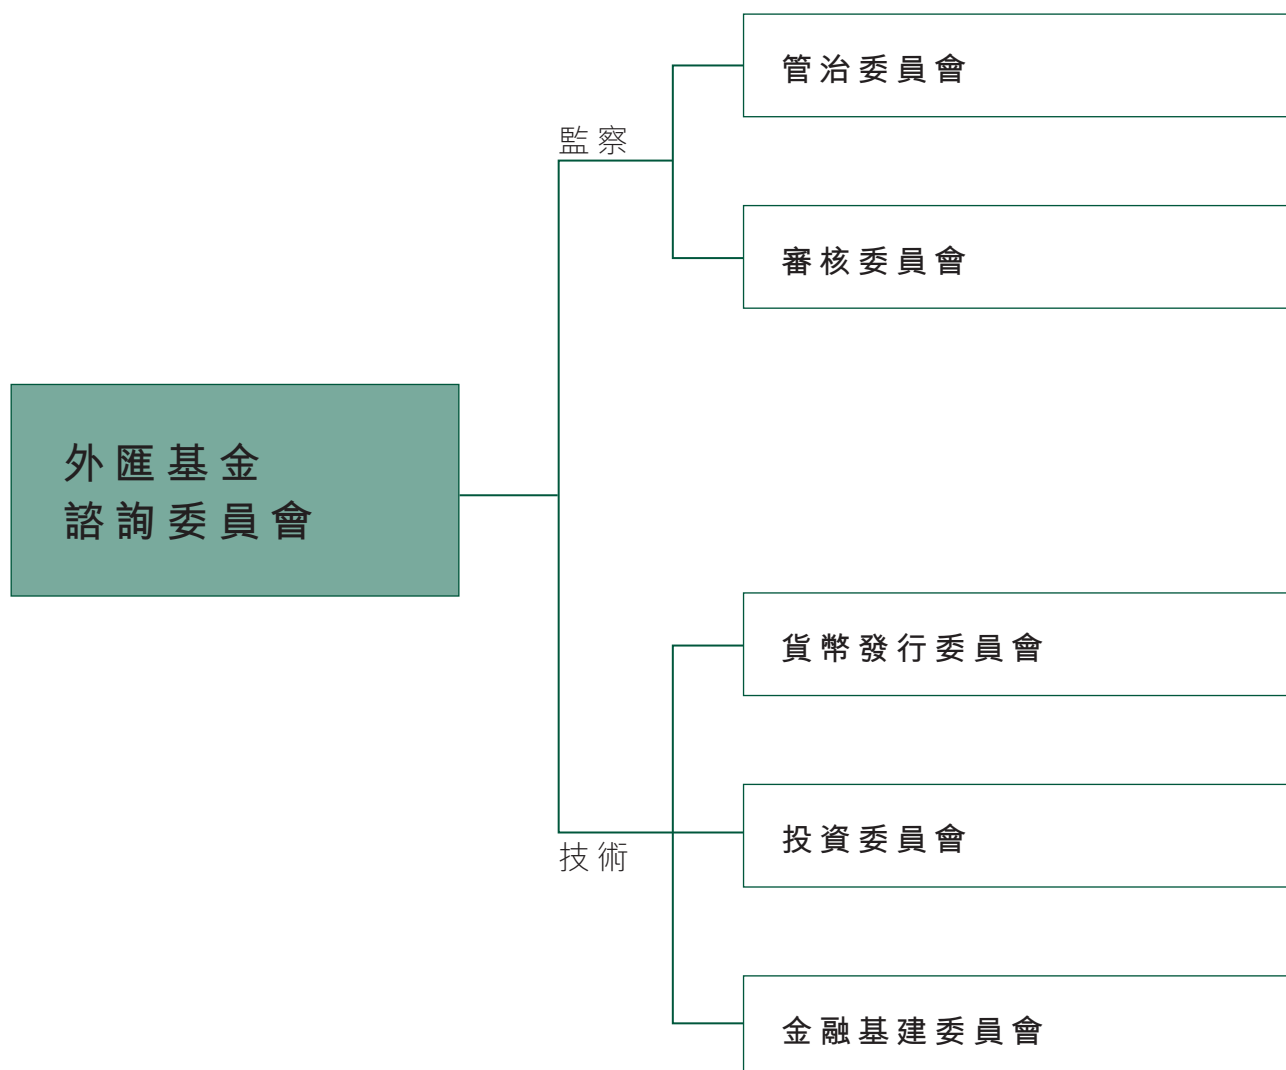 管治委員會
監察
審核委員會
外匯基金
諮詢委員會
貨幣發行委員會
投資委員會
技術
金融基建委員會